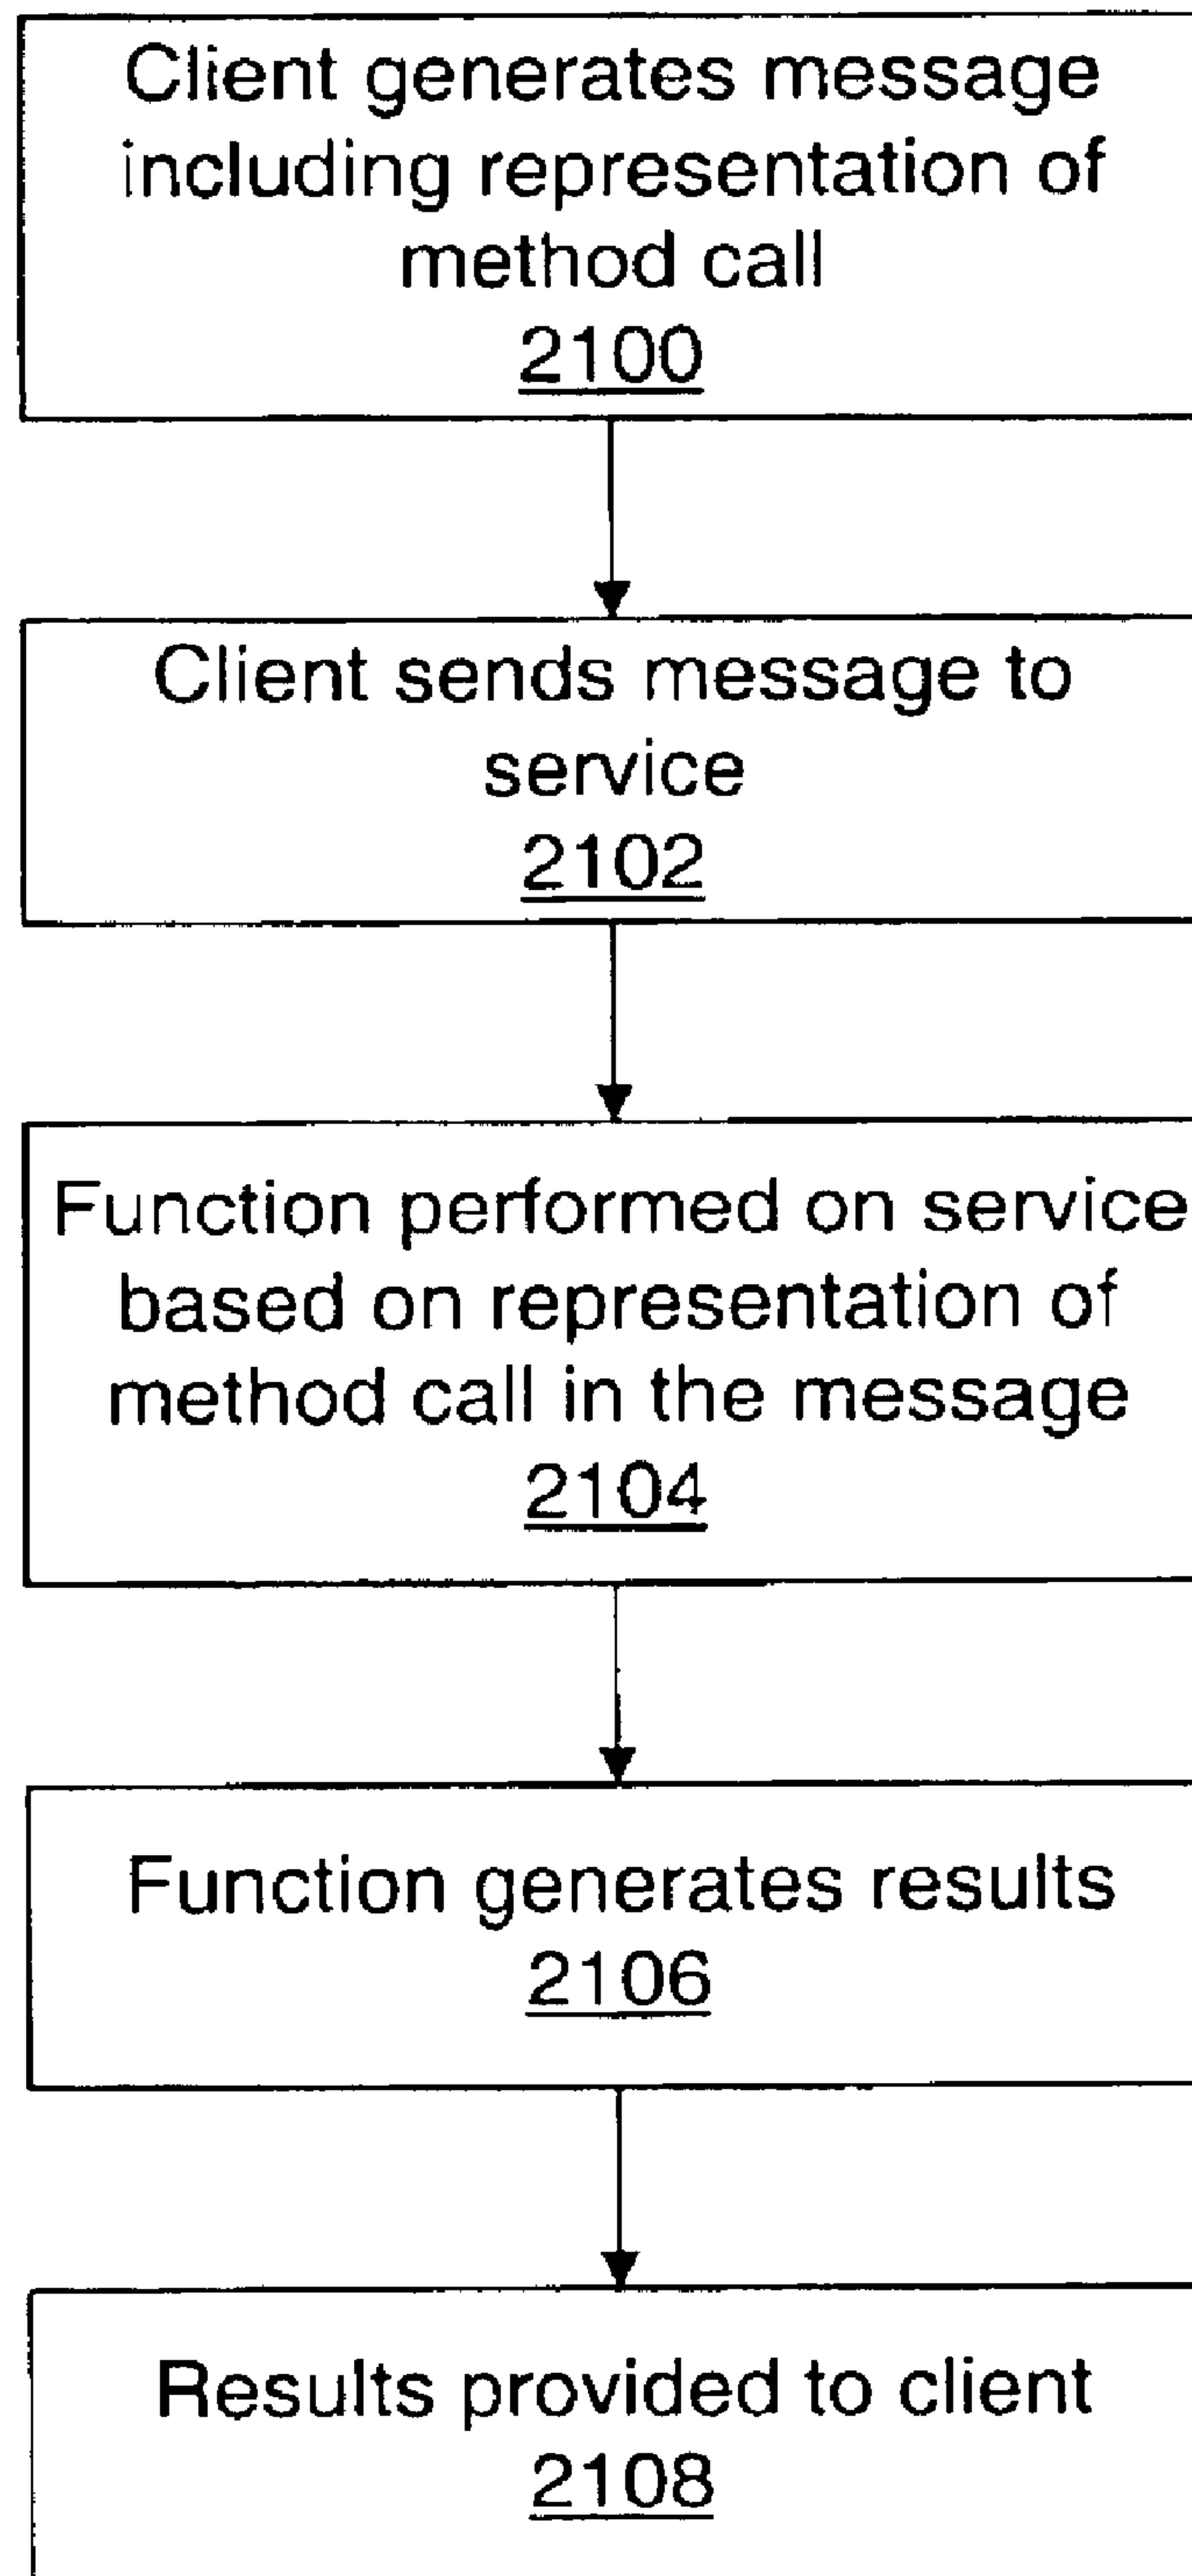 Client generates message
including representation of
method call
2100
Client sends message to
service
2102
Function performed on service
based on representation of
method call in the message
2104
Function generates results
2106
Results provided to client
2108